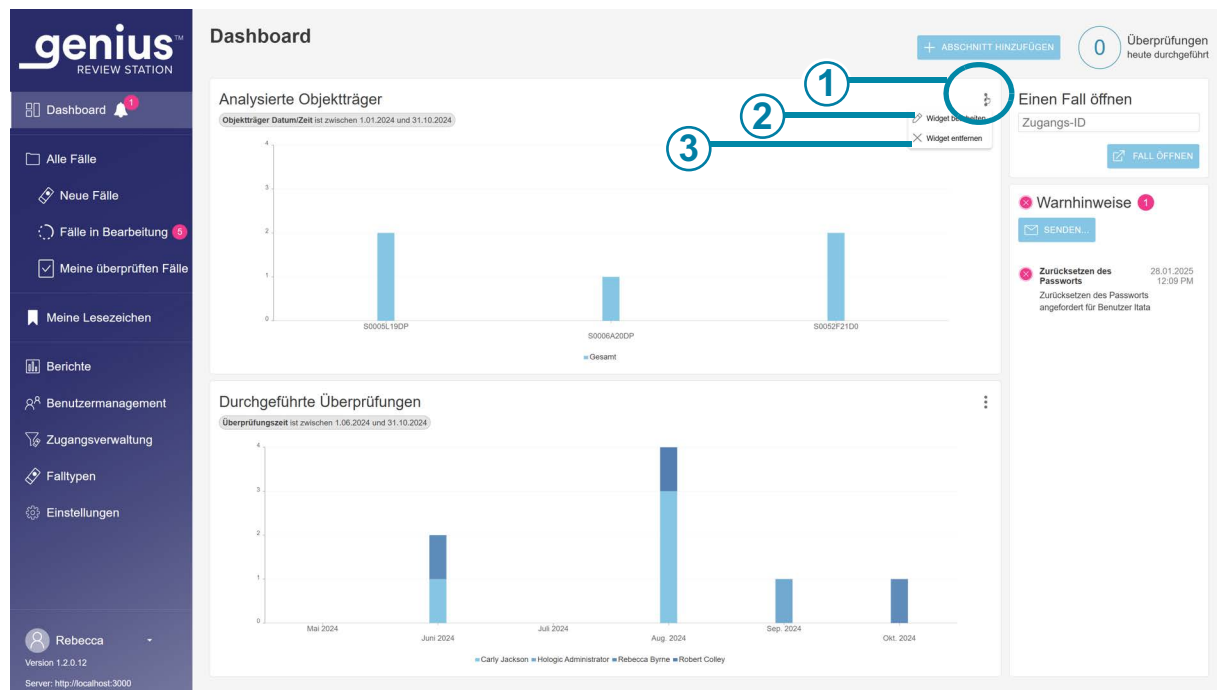 genius™
REVIEW STATION
Dashboard 1
Alle Fälle
Neue Fälle
Fälle in Bearbeitung 5
Meine überprüften Fälle
Meine Lesezeichen
Berichte
Benutzermanagement
Zugangsverwaltung
Falltypen
Einstellungen
Rebecca
Version 1.2.0.12
Server: http://localhost:3000
Dashboard
+ ABSCHNITT HINZUFÜGEN
0
Überprüfungen
heute durchgeführt
1
2
3
Analysierte Objektträger
Objektträger Datum/Zeit ist zwischen 1.01.2024 und 31.10.2024
Widget bearbeiten
Widget entfernen
4
3
2
1
0
S0005L19DP
S0006A20DP
S0052F21D0
Gesamt
Durchgeführte Überprüfungen
Überprüfungszeit ist zwischen 1.06.2024 und 31.10.2024
4
3
2
1
0
Mai 2024
Juni 2024
Juli 2024
Aug. 2024
Sep. 2024
Okt. 2024
Carly Jackson Hologic Administrator Rebecca Byrne Robert Colley
Einen Fall öffnen
Zugangs-ID
FALL ÖFFNEN
Warnhinweise 1
SENDEN...
Zurücksetzen des 28.01.2025
Passworts 12:09 PM
Zurücksetzen des Passworts
angefordert für Benutzer ltata